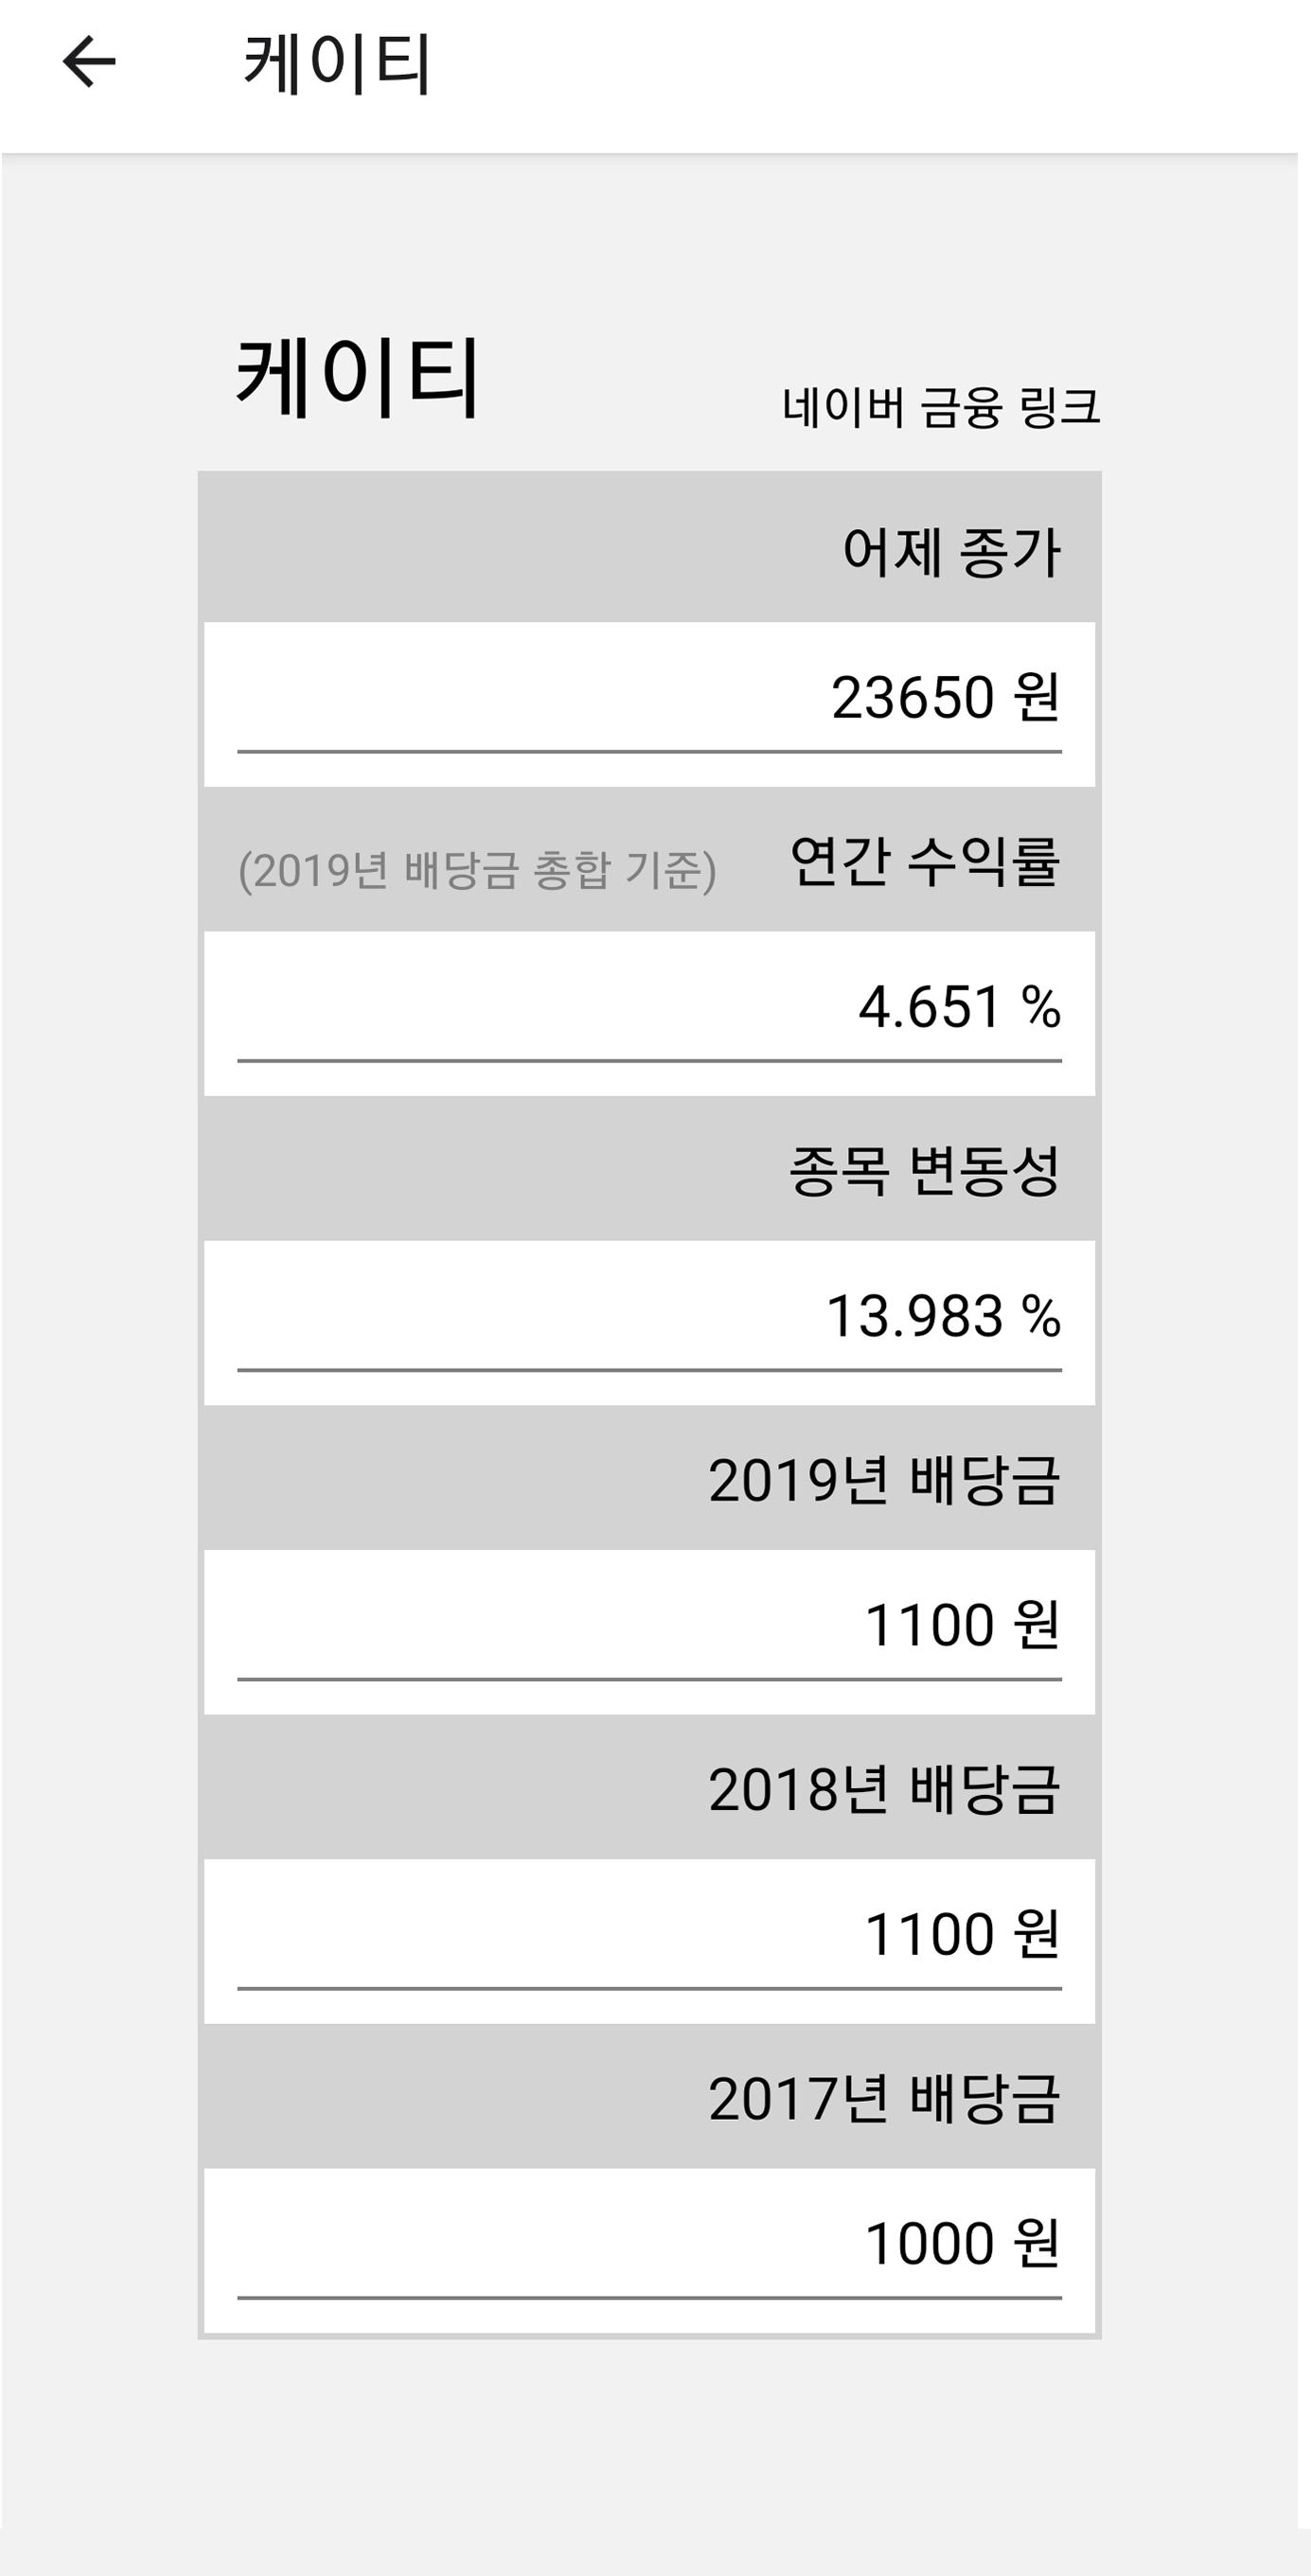 케이티
케이티
네이버 금융 링크
어제 종가
23650 원
(2019년 배당금 총합 기준) 연간 수익률
4.651 %
종목 변동성
13.983 %
2019년 배당금
1100 원
2018년 배당금
1100 원
2017년 배당금
1000 원